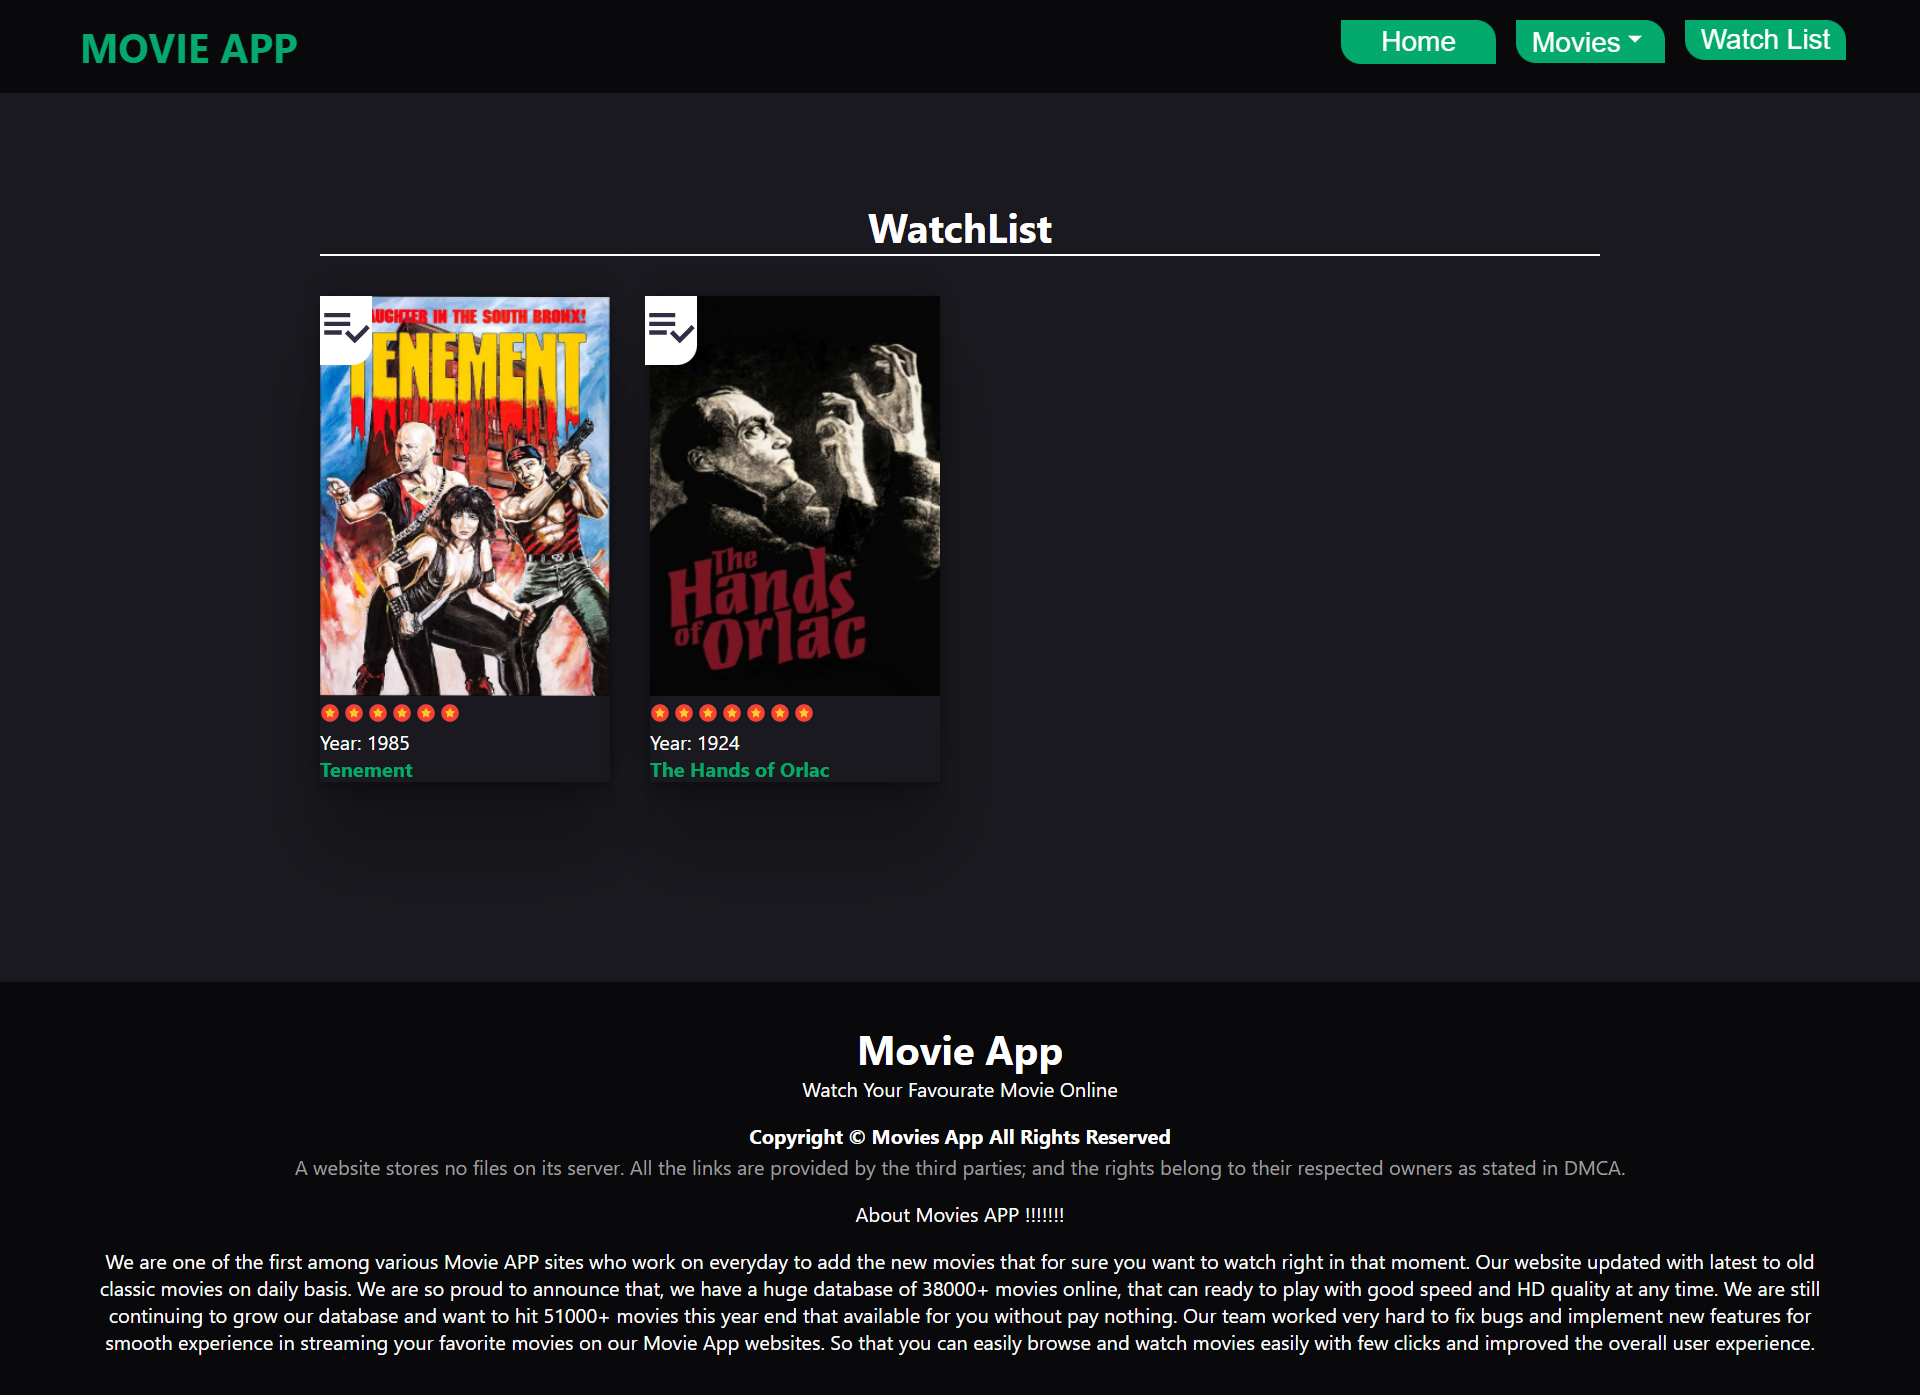 MOVIE APP
Home
Movies
Watch List
WatchList
AUGHTER IN THE SOUTH BRONX!
TENEMENT
The
Hands
of Orlac
Year: 1985
Tenement
Year: 1924
The Hands of Orlac
Movie App
Watch Your Favourate Movie Online
Copyright © Movies App All Rights Reserved
A website stores no files on its server. All the links are provided by the third parties; and the rights belong to their respected owners as stated in DMCA.
About Movies APP !!!!!!!
We are one of the first among various Movie APP sites who work on everyday to add the new movies that for sure you want to watch right in that moment. Our website updated with latest to old
classic movies on daily basis. We are so proud to announce that, we have a huge database of 38000+ movies online, that can ready to play with good speed and HD quality at any time. We are still
continuing to grow our database and want to hit 51000+ movies this year end that available for you without pay nothing. Our team worked very hard to fix bugs and implement new features for
smooth experience in streaming your favorite movies on our Movie App websites. So that you can easily browse and watch movies easily with few clicks and improved the overall user experience.